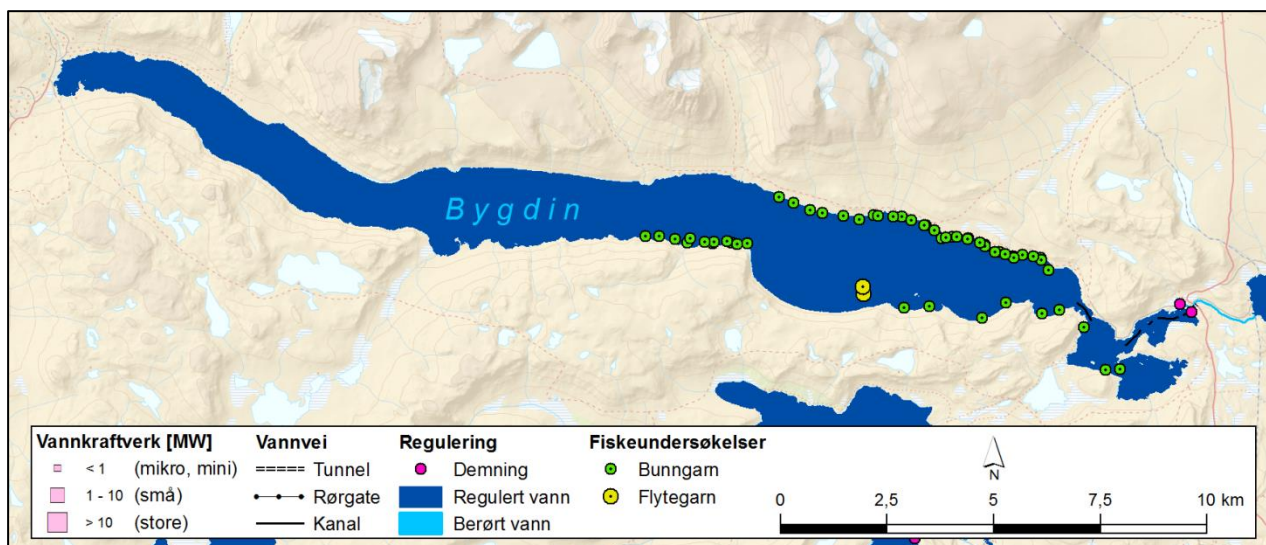 Bygdin
Vannkraftverk [MW]
< 1 (mikro, mini)
1 - 10 (små)
> 10 (store)
Vannvei
Tunnel
Rørgate
Kanal
Regulering
Demning
Regulert vann
Berørt vann
Fiskeundersøkelser
Bunngarn
Flytegarn
N
0 2,5 5 7,5 10 km